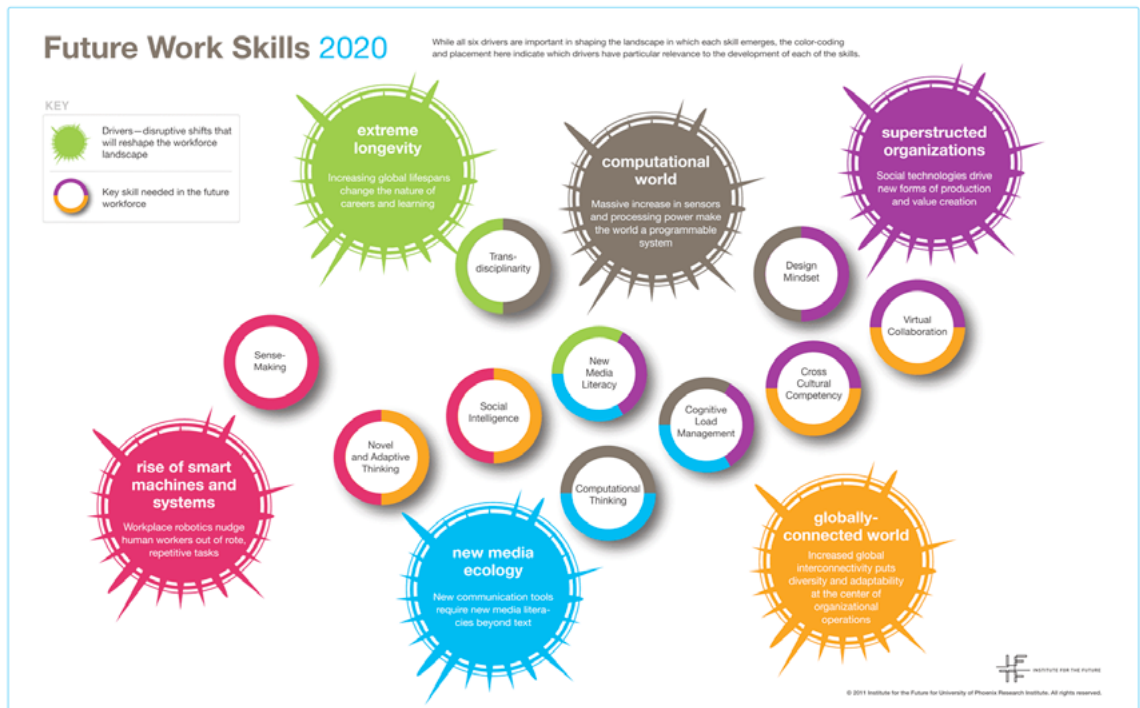 Future Work Skills 2020
While all six drivers are important in shaping the landscape in which each skill emerges, the color-coding
and placement here indicate which drivers have particular relevance to the development of each of the skills.
KEY
Drivers—disruptive shifts that
will reshape the workforce
landscape
Key skill needed in the future
workforce
extreme
longevity
Increasing global lifespans
change the nature of
careers and learning
computational
world
Massive increase in sensors
and processing power make
the world a programmable
system
superstructed
organizations
Social technologies drive
new forms of production
and value creation
Trans-
disciplinarity
Design
Mindset
Virtual
Collaboration
Sense-
Making
New
Media
Literacy
Cross
Cultural
Competency
Social
Intelligence
Cognitive
Load
Management
Novel
and Adaptive
Thinking
Computational
Thinking
rise of smart
machines and
systems
Workplace robotics nudge
human workers out of rote,
repetitive tasks
new media
ecology
New communication tools
require new media litera-
cies beyond text
globally-
connected world
Increased global
interconnectivity puts
diversity and adaptability
at the center of
organizational
operations
INSTITUTE FOR THE FUTURE
© 2011 Institute for the Future for University of Phoenix Research Institute. All rights reserved.